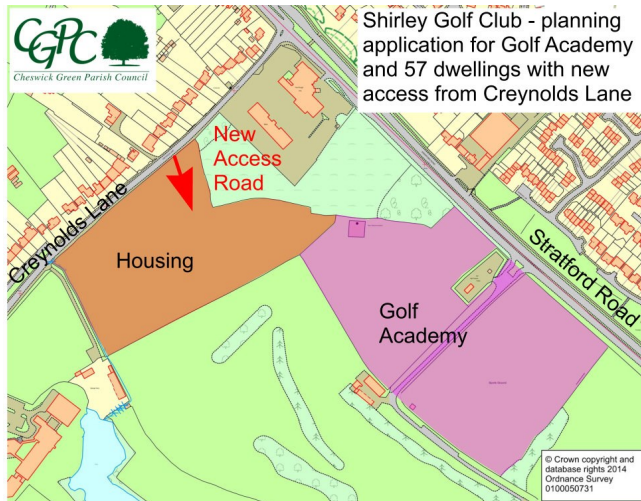 CGPC
Cheswick Green Parish Council
Shirley Golf Club - planning
application for Golf Academy
and 57 dwellings with new
access from Creynolds Lane
New
Access
Road
Creynolds Lane
Housing
Stratford Road
Golf
Academy
© Crown copyright and
database rights 2014
Ordnance Survey
0100050731